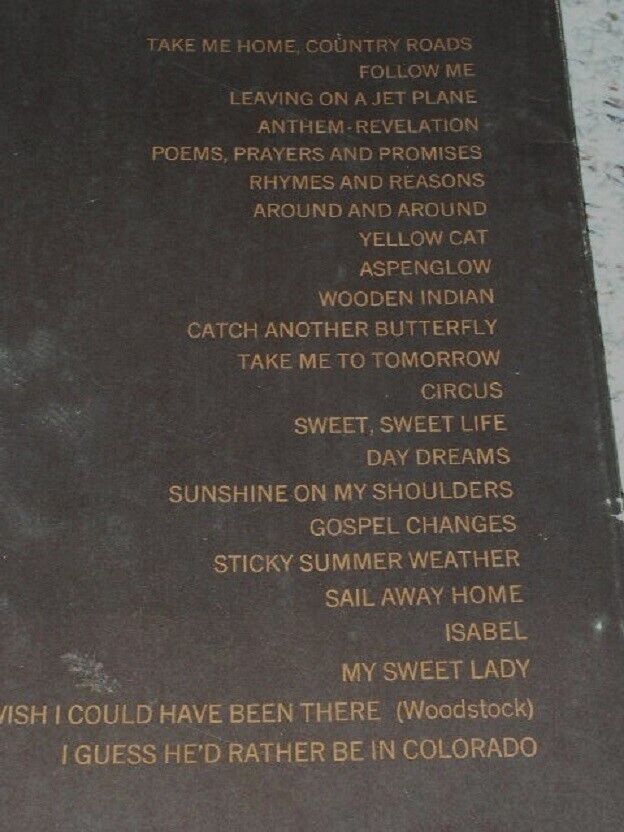 TAKE ME HOME, COUNTRY ROADS
FOLLOW ME
LEAVING ON A JET PLANE
ANTHEM-REVELATION
POEMS, PRAYERS AND PROMISES
RHYMES AND REASONS
AROUND AND AROUND
YELLOW CAT
ASPENGLOW
WOODEN INDIAN
CATCH ANOTHER BUTTERFLY
TAKE ME TO TOMORROW
CIRCUS
SWEET, SWEET LIFE
DAY DREAMS
SUNSHINE ON MY SHOULDERS
GOSPEL CHANGES
STICKY SUMMER WEATHER
SAIL AWAY HOME
ISABEL
MY SWEET LADY
WISH I COULD HAVE BEEN THERE (Woodstock)
I GUESS HE'D RATHER BE IN COLORADO